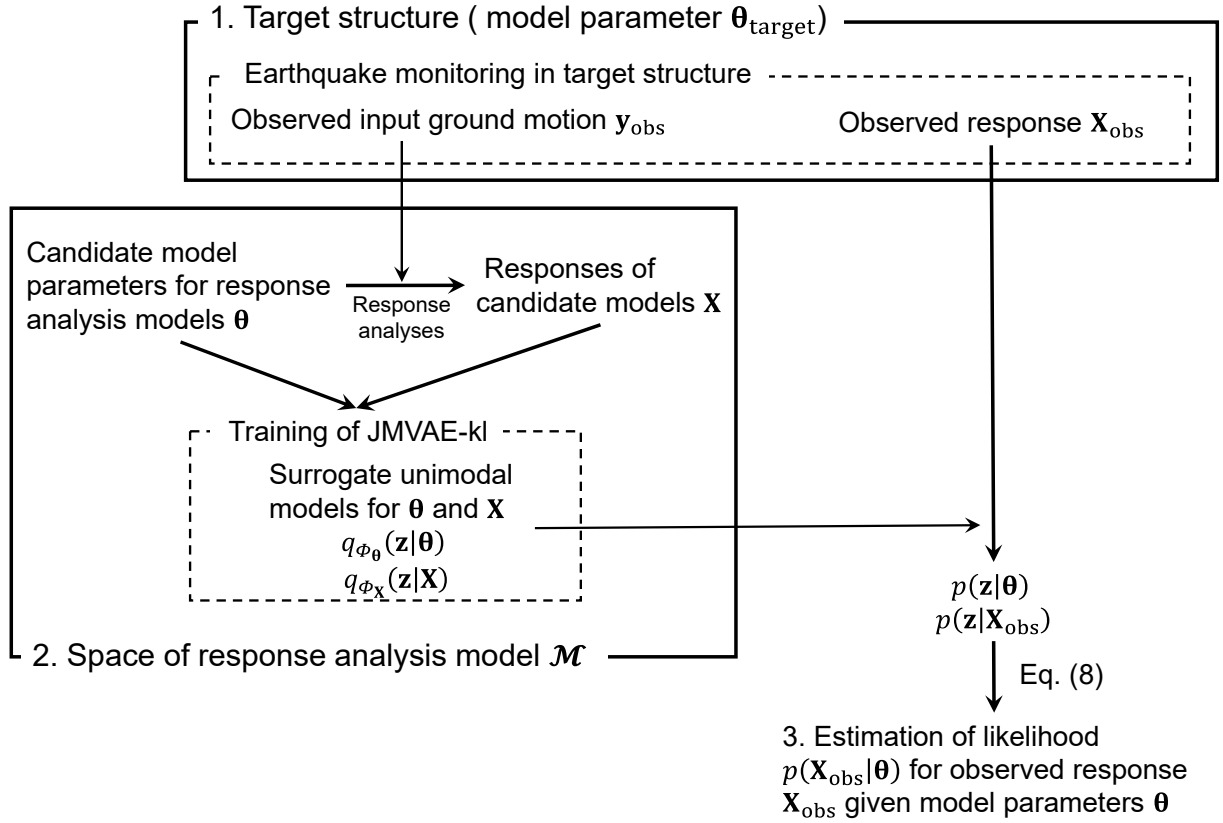 1. Target structure ( model parameter θ_target)
Earthquake monitoring in target structure
Observed input ground motion y_obs
Observed response X_obs
Candidate model
parameters for response
analysis models θ
Response
analyses
Responses of
candidate models X
Training of JMVAE-kl
Surrogate unimodal
models for θ and X
q_Φ_θ(z|θ)
q_Φ_X(z|X)
2. Space of response analysis model ℳ
p(z|θ)
p(z|X_obs)
Eq. (8)
3. Estimation of likelihood
p(X_obs|θ) for observed response
X_obs given model parameters θ